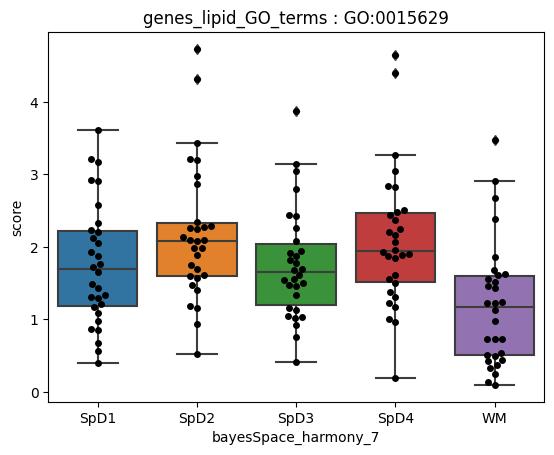 genes_lipid_GO_terms : GO:0015629
score
4
3
2
1
0
SpD1 SpD2 SpD3 SpD4 WM
bayesSpace_harmony_7